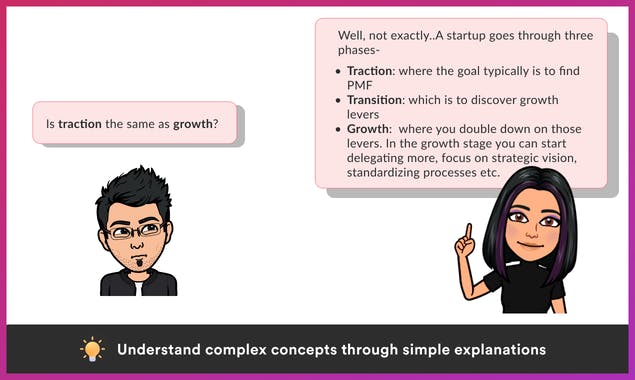 Is traction the same as growth?
Well, not exactly..A startup goes through three
phases-
• Traction: where the goal typically is to find
PMF
• Transition: which is to discover growth
levers
• Growth:  where you double down on those
levers. In the growth stage you can start
delegating more, focus on strategic vision,
standardizing processes etc.
Understand complex concepts through simple explanations